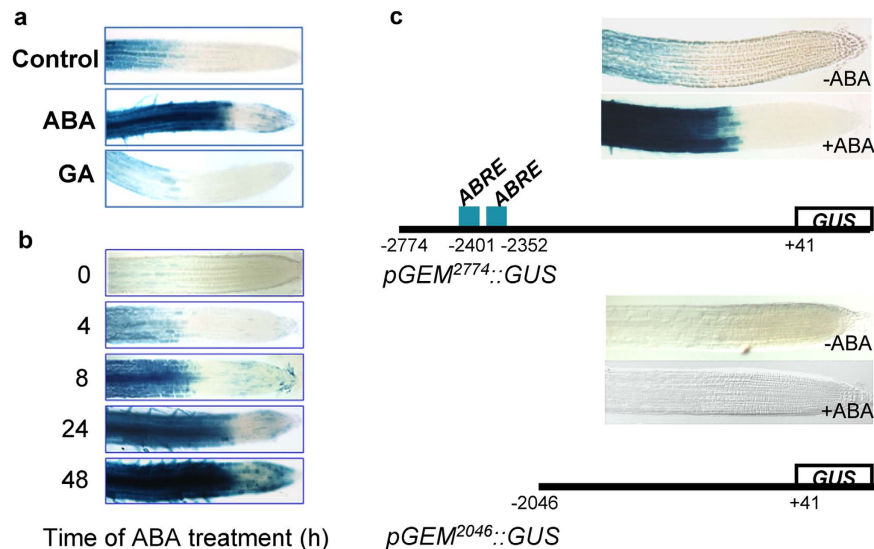 a
Control
ABA
GA
b
0
4
8
24
48
Time of ABA treatment (h)
c
-ABA
+ABA
ABRE ABRE
GUS
-2774 -2401 -2352 +41
pGEM²⁷⁷⁴::GUS
-ABA
+ABA
GUS
-2046 +41
pGEM²⁰⁴⁶::GUS